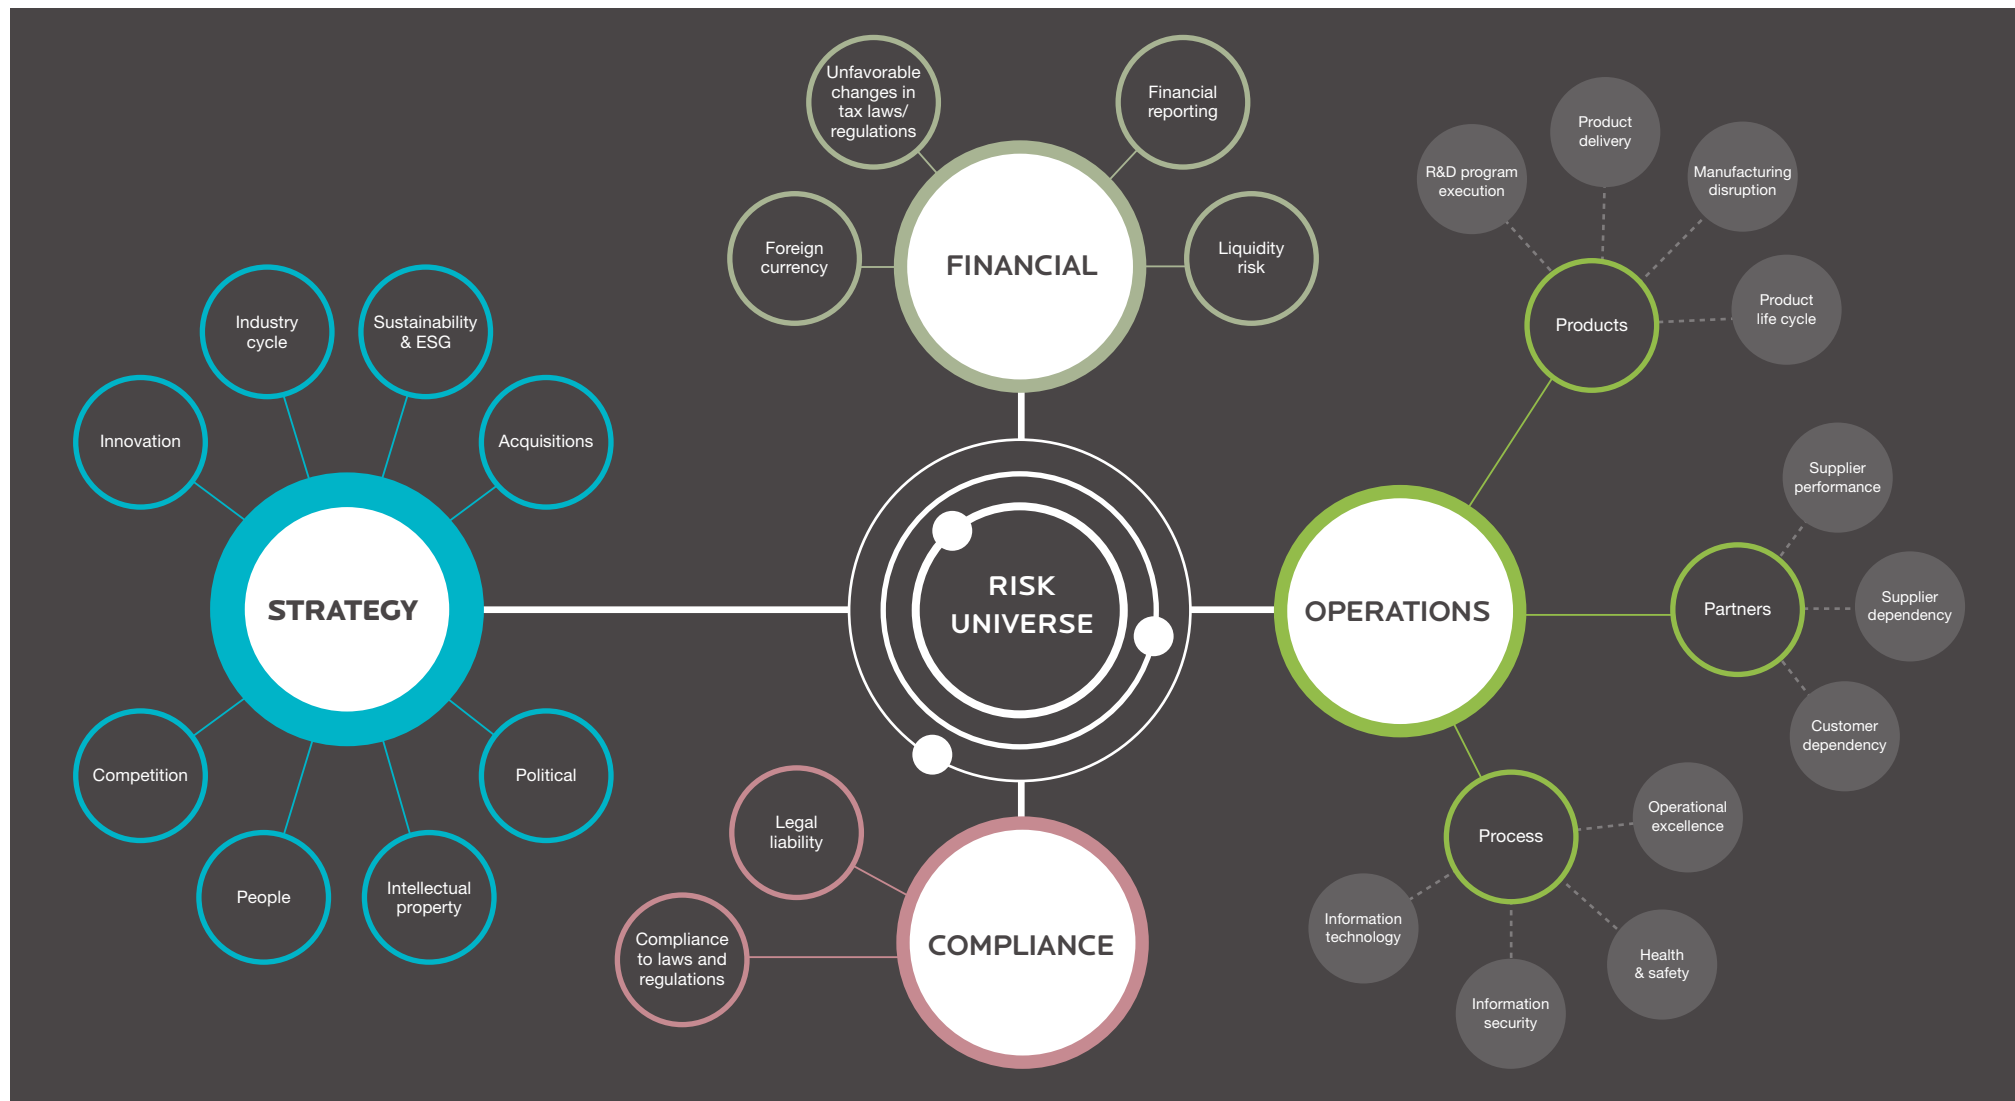 Unfavorable
changes in
tax laws/
regulations
Financial
reporting
Foreign
currency
FINANCIAL
Liquidity
risk
Industry
cycle
Sustainability
& ESG
Innovation
Acquisitions
STRATEGY
Competition
Political
People
Intellectual
property
RISK
UNIVERSE
Legal
liability
Compliance
to laws and
regulations
COMPLIANCE
OPERATIONS
R&D program
execution
Product
delivery
Manufacturing
disruption
Product
life cycle
Products
Supplier
performance
Partners
Supplier
dependency
Customer
dependency
Process
Operational
excellence
Information
technology
Information
security
Health
& safety